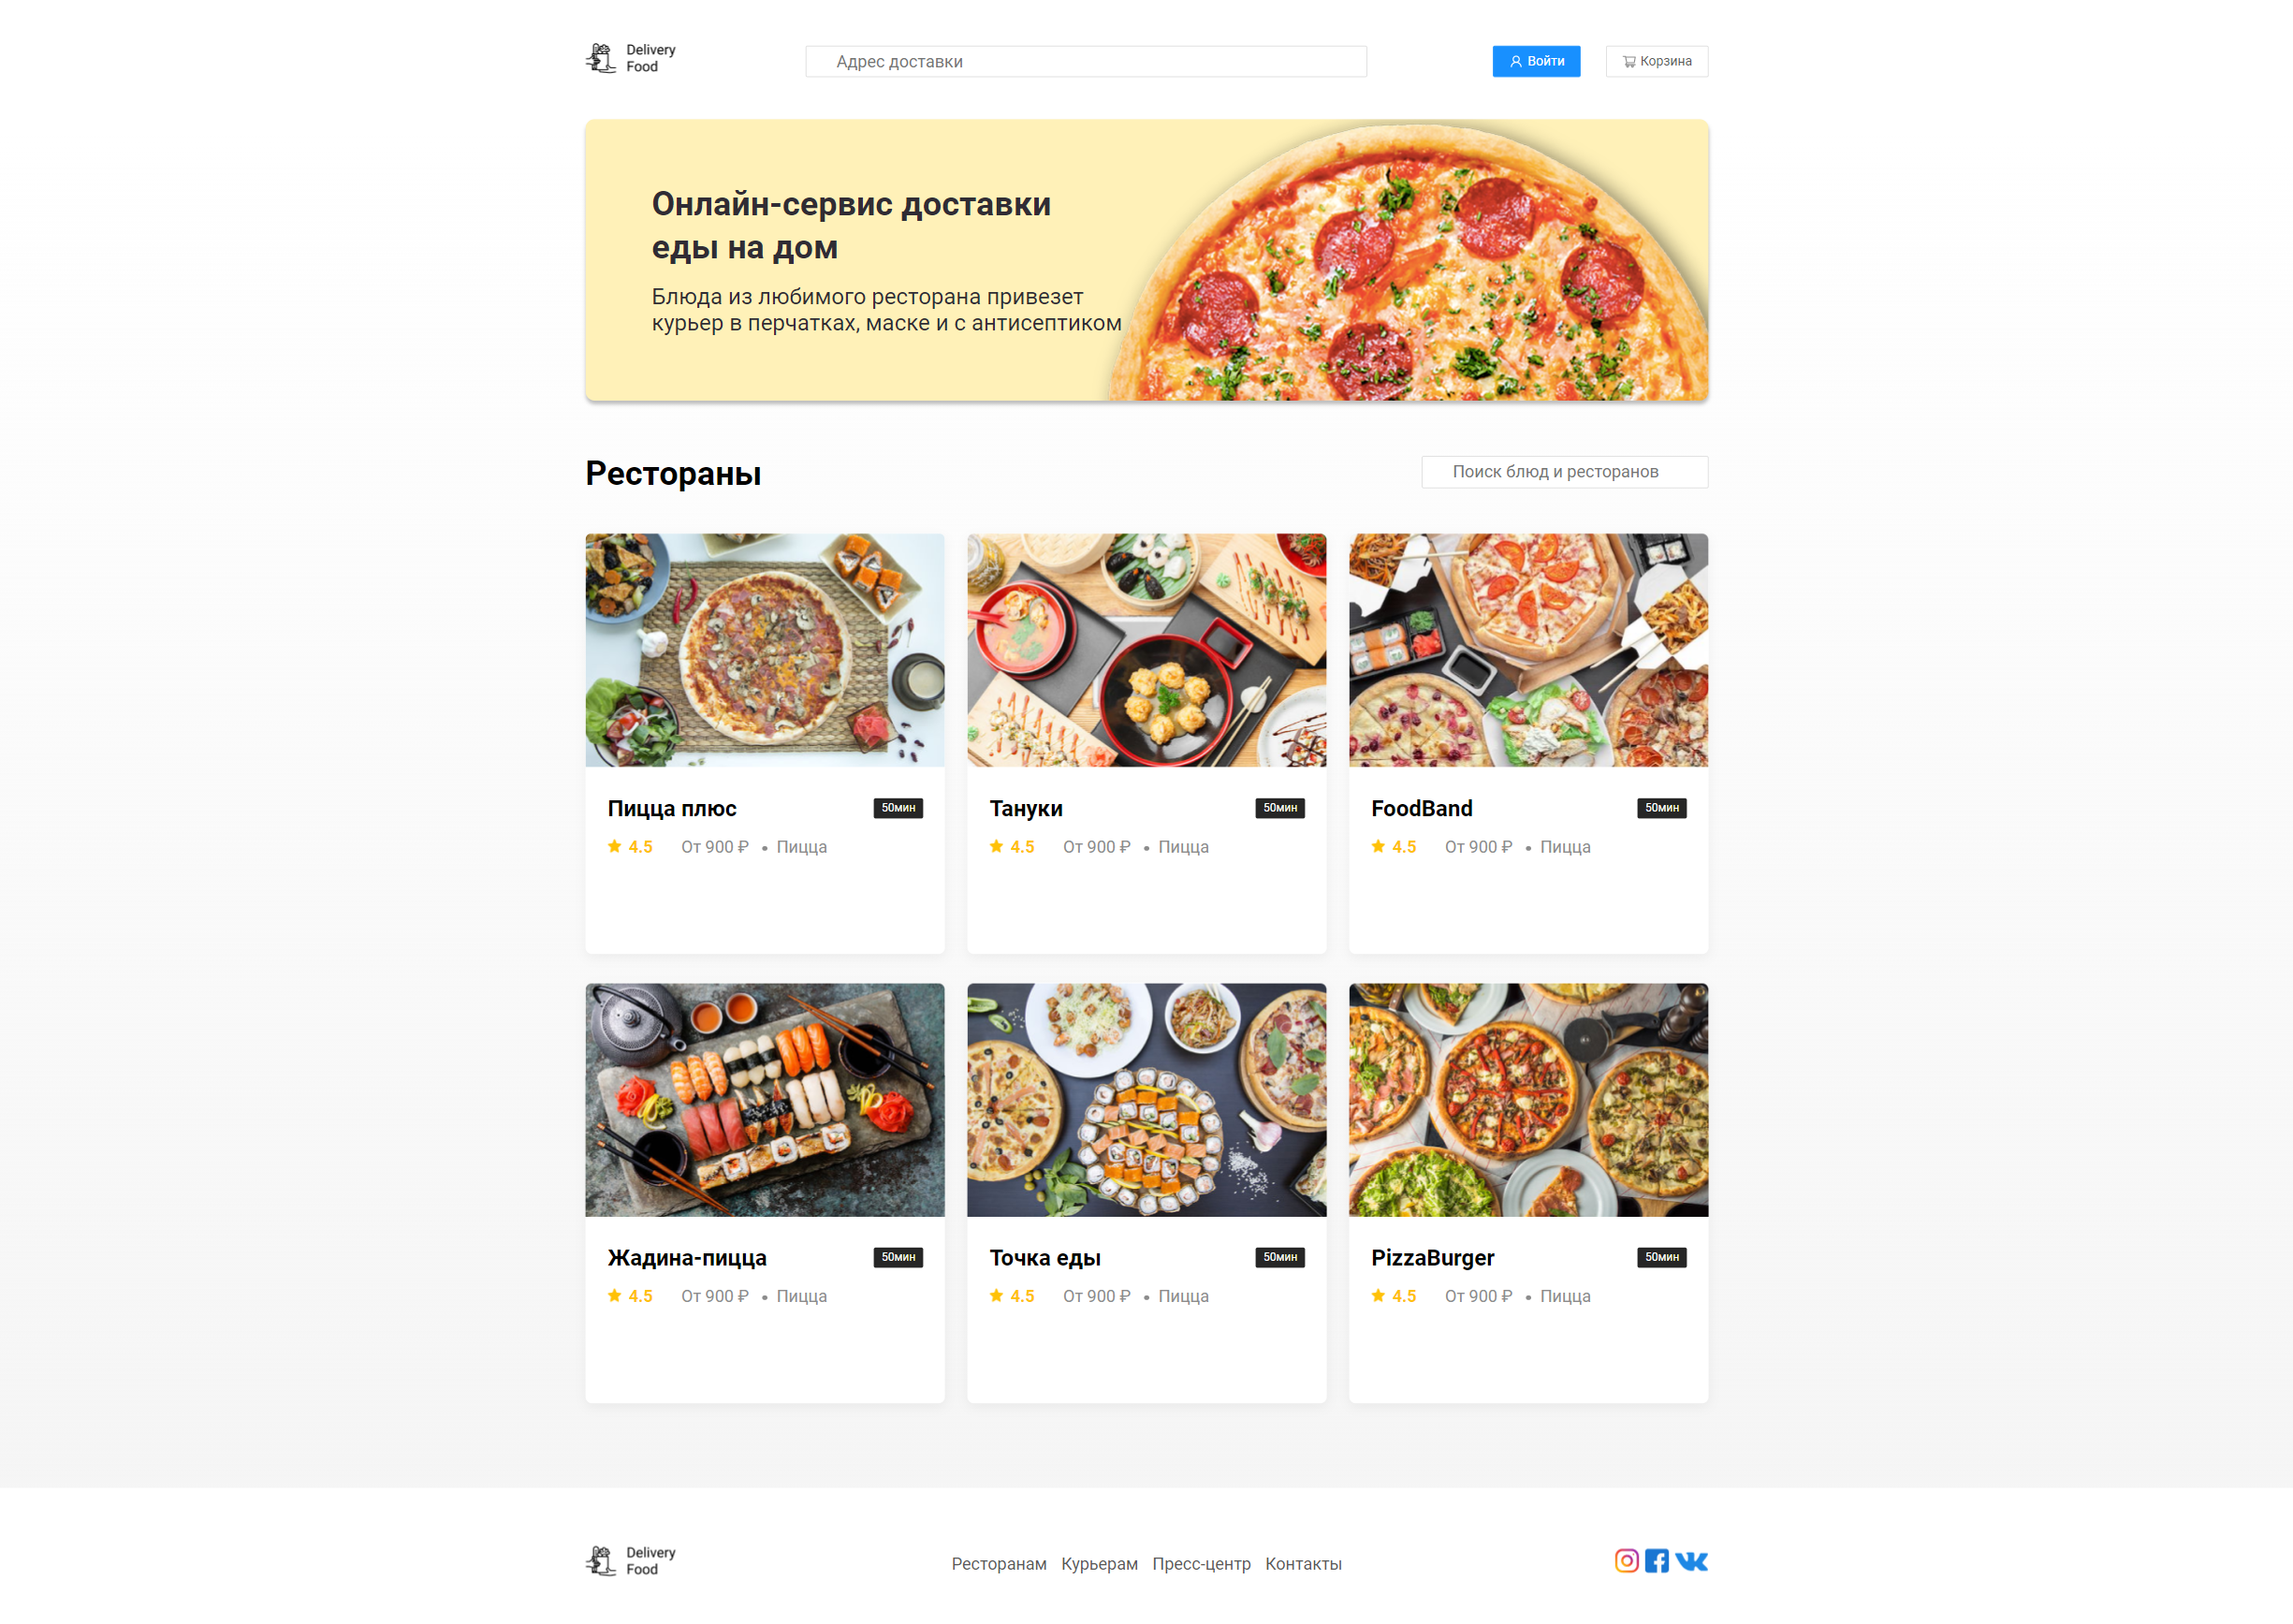 Delivery
Food
Адрес доставки
Войти
Корзина
Онлайн-сервис доставки
еды на дом
Блюда из любимого ресторана привезет
курьер в перчатках, маске и с антисептиком
Рестораны
Поиск блюд и ресторанов
Пицца плюс
50мин
4.5 От 900 ₽ • Пицца
Тануки
50мин
4.5 От 900 ₽ • Пицца
FoodBand
50мин
4.5 От 900 ₽ • Пицца
Жадина-пицца
50мин
4.5 От 900 ₽ • Пицца
Точка еды
50мин
4.5 От 900 ₽ • Пицца
PizzaBurger
50мин
4.5 От 900 ₽ • Пицца
Delivery
Food
Ресторанам Курьерам Пресс-центр Контакты